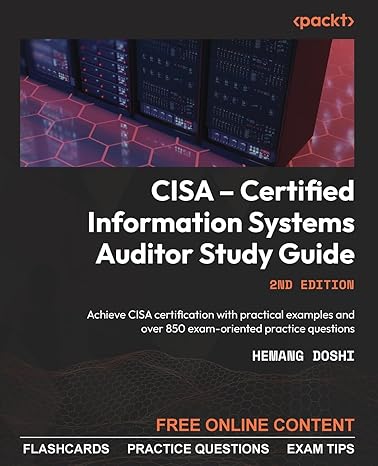 <packt>
CISA – Certified
Information Systems
Auditor Study Guide
2ND EDITION
Achieve CISA certification with practical examples and
over 850 exam-oriented practice questions
HEMANG DOSHI
FREE ONLINE CONTENT
FLASHCARDS PRACTICE QUESTIONS EXAM TIPS